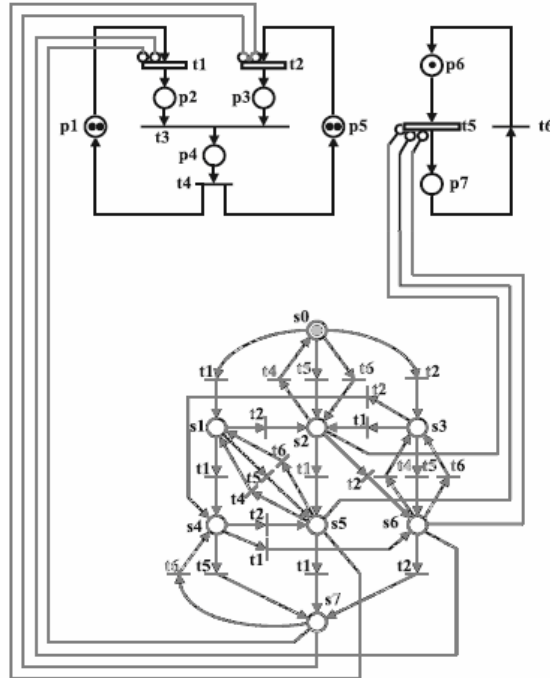 t1 t2 p6
p2 p3
p1 t3 p5 t5 t6
p4
t4 p7
s0
t1 t4 t5 t6 t2
t2
s1 t2 s2 t1 s3
t6
t1 t5 t1 t2 t4 t5 t6
t4
s4 t2 s5 s6
t1
t6 t5 t1 t2
s7